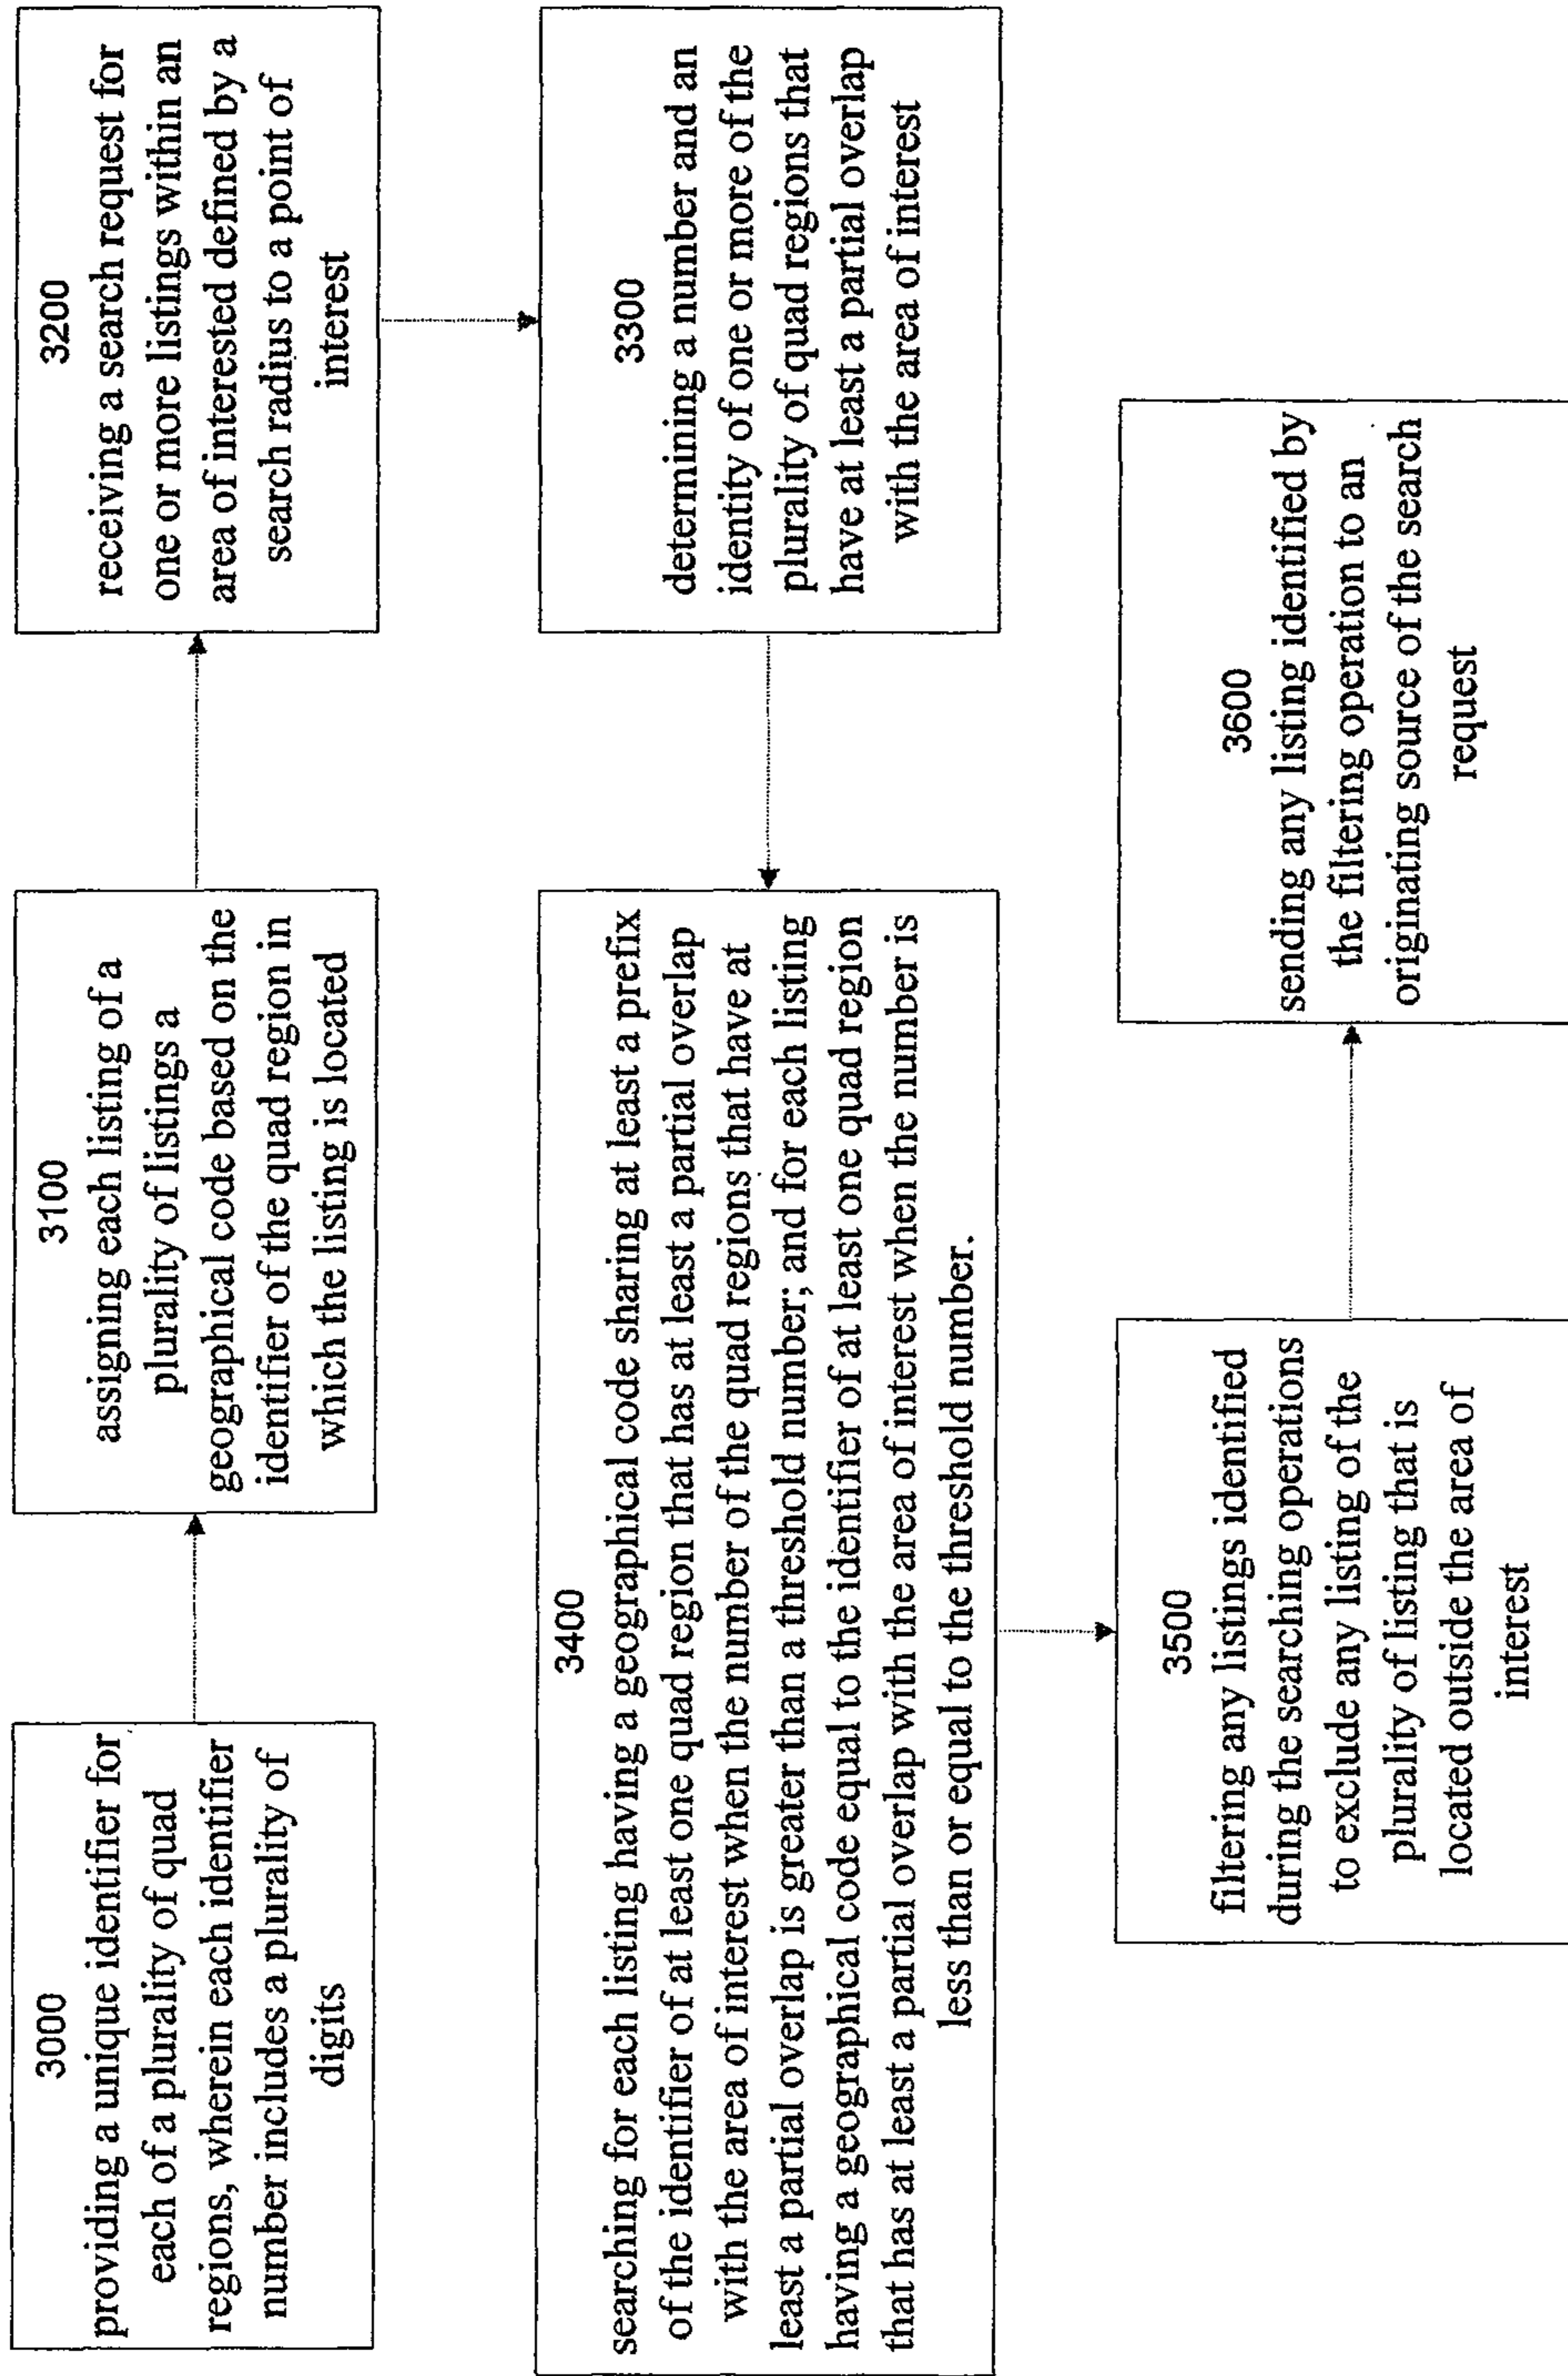 3000
providing a unique identifier for
each of a plurality of quad
regions, wherein each identifier
number includes a plurality of
digits
3100
assigning each listing of a
plurality of listings a
geographical code based on the
identifier of the quad region in
which the listing is located
3200
receiving a search request for
one or more listings within an
area of interested defined by a
search radius to a point of
interest
3300
determining a number and an
identity of one or more of the
plurality of quad regions that
have at least a partial overlap
with the area of interest
3400
searching for each listing having a geographical code sharing at least a prefix
of the identifier of at least one quad region that has at least a partial overlap
with the area of interest when the number of the quad regions that have at
least a partial overlap is greater than a threshold number; and for each listing
having a geographical code equal to the identifier of at least one quad region
that has at least a partial overlap with the area of interest when the number is
less than or equal to the threshold number.
3500
filtering any listings identified
during the searching operations
to exclude any listing of the
plurality of listing that is
located outside the area of
interest
3600
sending any listing identified by
the filtering operation to an
originating source of the search
request